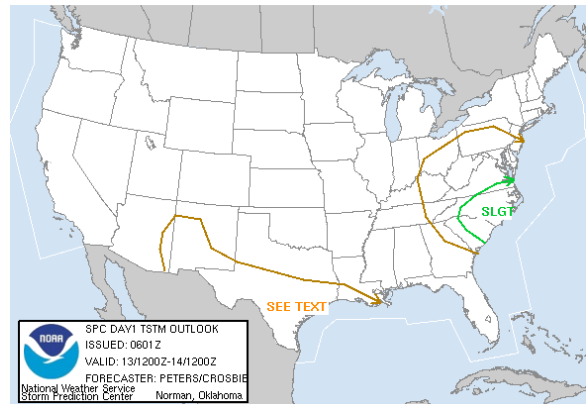 SLGT
SEE TEXT
SPC DAY1 TSTM OUTLOOK
ISSUED: 0601Z
VALID: 13/1200Z-14/1200Z
FORECASTER: PETERS/CROSBIE
National Weather Service
Storm Prediction Center Norman, Oklahoma
NOAA